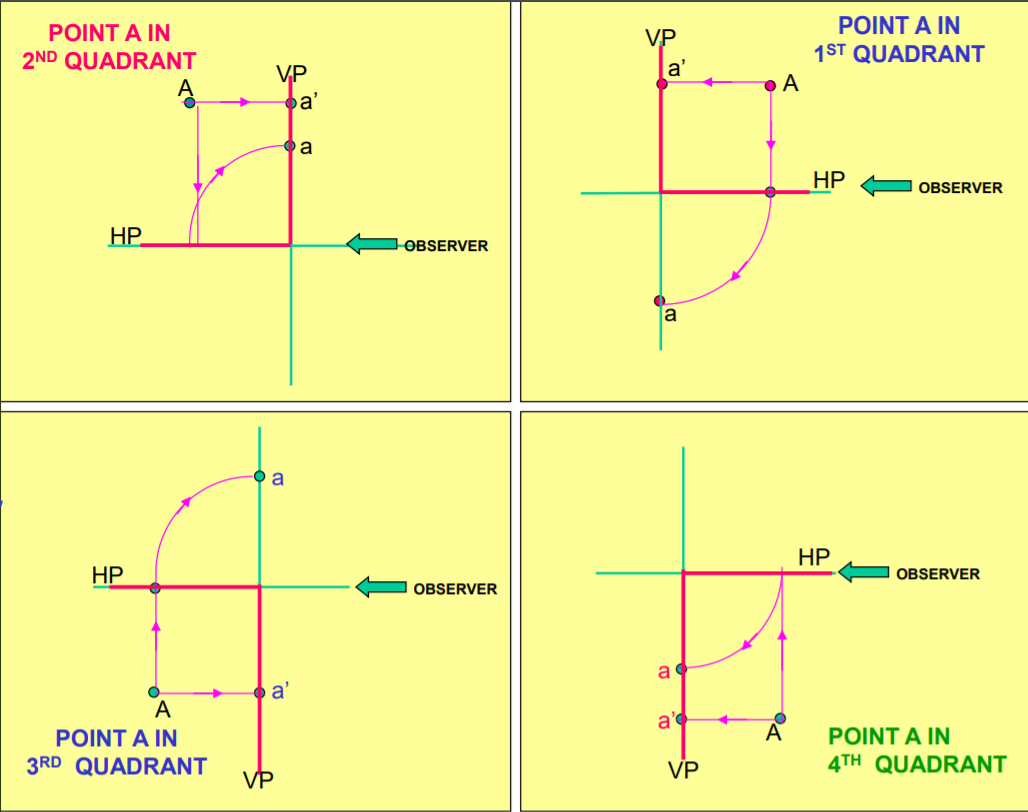 POINT A IN
2ND QUADRANT
VP
A
a’
a
HP
OBSERVER
POINT A IN
1ST QUADRANT
VP
a’
A
HP
OBSERVER
a
a
HP
OBSERVER
a’
A
POINT A IN
3RD QUADRANT
VP
HP
OBSERVER
a
a’
A
VP
POINT A IN
4TH QUADRANT